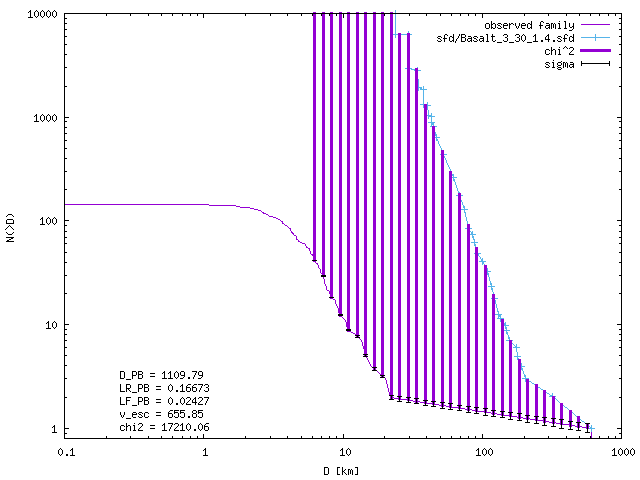 10000
1000
100
10
1
N(>D)
observed family
sfd/Basalt_3_30_1.4.sfd
chi^2
sigma
D_PB = 1109.79
LR_PB = 0.16673
LF_PB = 0.02427
v_esc = 655.85
chi2 = 17210.06
0.1 1 10 100 1000
D [km]